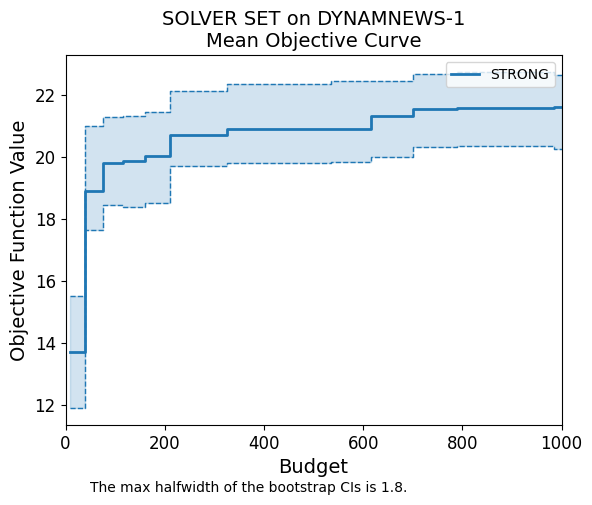 SOLVER SET on DYNAMNEWS-1
Mean Objective Curve
STRONG
Objective Function Value
22
20
18
16
14
12
0 200 400 600 800 1000
Budget
The max halfwidth of the bootstrap CIs is 1.8.